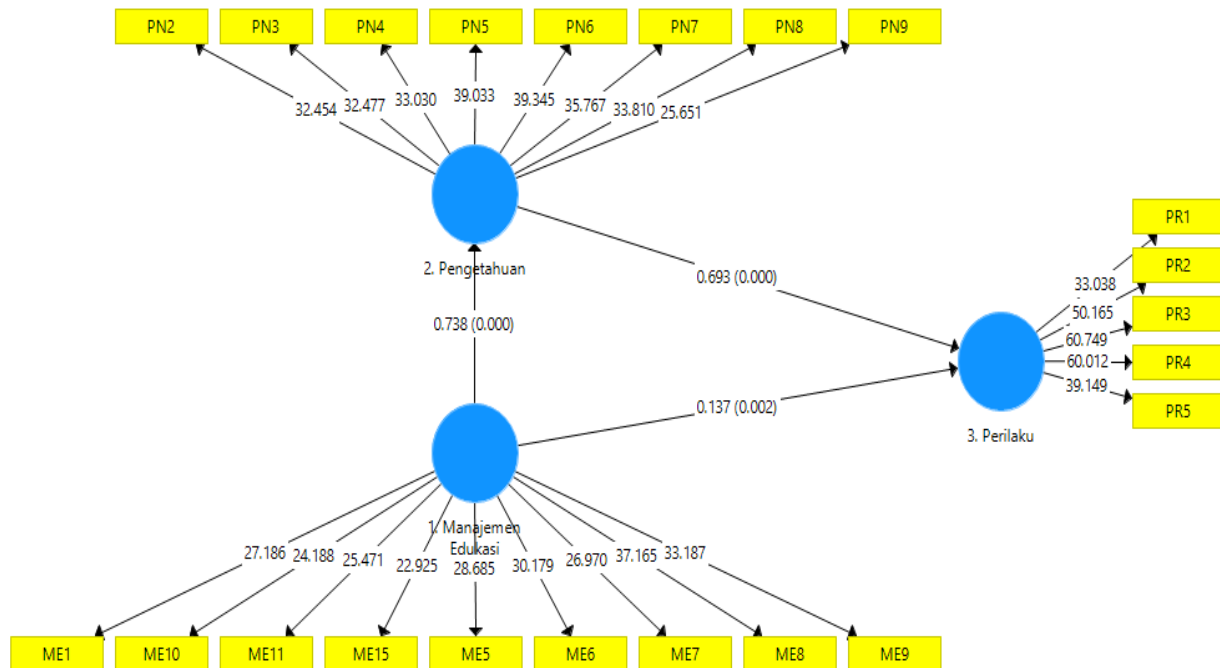 PN2 PN3 PN4 PN5 PN6 PN7 PN8 PN9
32.454 32.477 33.030 39.033 39.345 35.767 33.810 25.651
2. Pengetahuan
0.738 (0.000)
0.693 (0.000)
0.137 (0.002)
PR1
PR2
PR3
PR4
PR5
33.038
50.165
60.749
60.012
39.149
3. Perilaku
1. Manajemen
Edukasi
27.186 24.188 25.471 22.925 28.685 30.179 26.970 37.165 33.187
ME1 ME10 ME11 ME15 ME5 ME6 ME7 ME8 ME9